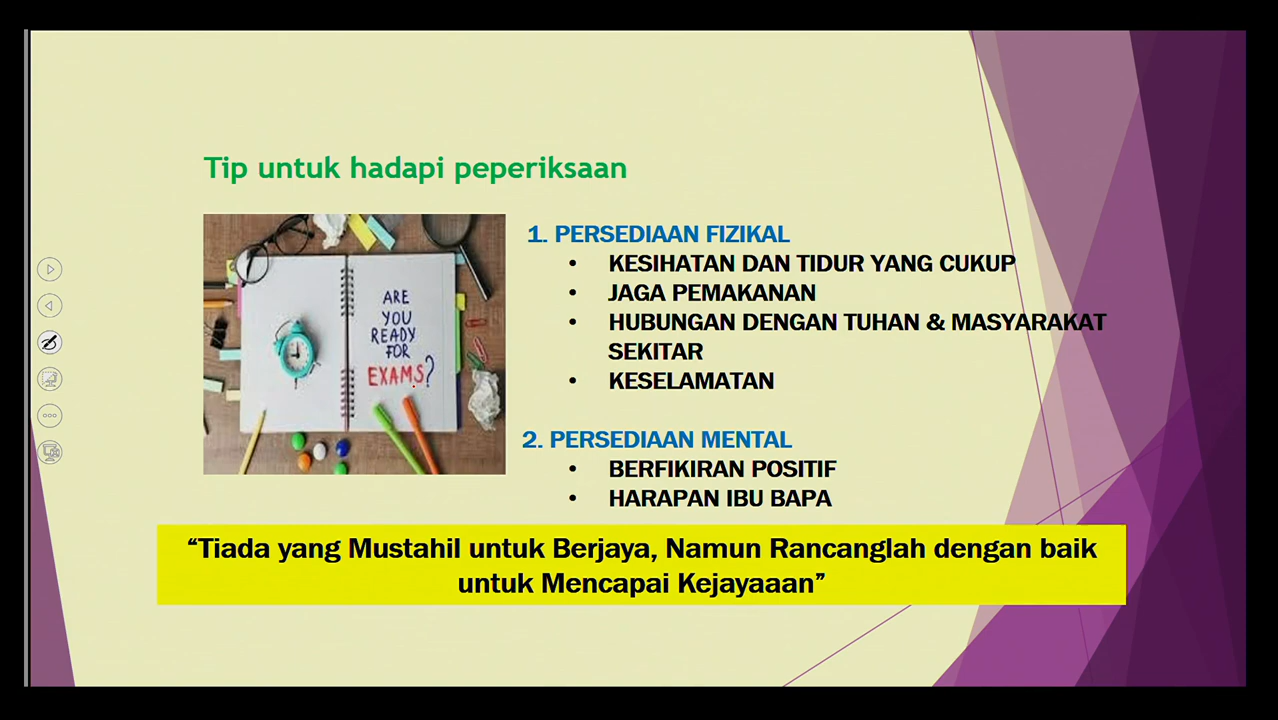 Tip untuk hadapi peperiksaan
ARE
YOU
READY
FOR
EXAMS?
1. PERSEDIAAN FIZIKAL
• KESIHATAN DAN TIDUR YANG CUKUP
• JAGA PEMAKANAN
• HUBUNGAN DENGAN TUHAN & MASYARAKAT
SEKITAR
• KESELAMATAN
2. PERSEDIAAN MENTAL
• BERFIKIRAN POSITIF
• HARAPAN IBU BAPA
“Tiada yang Mustahil untuk Berjaya, Namun Rancanglah dengan baik
untuk Mencapai Kejayaaan”